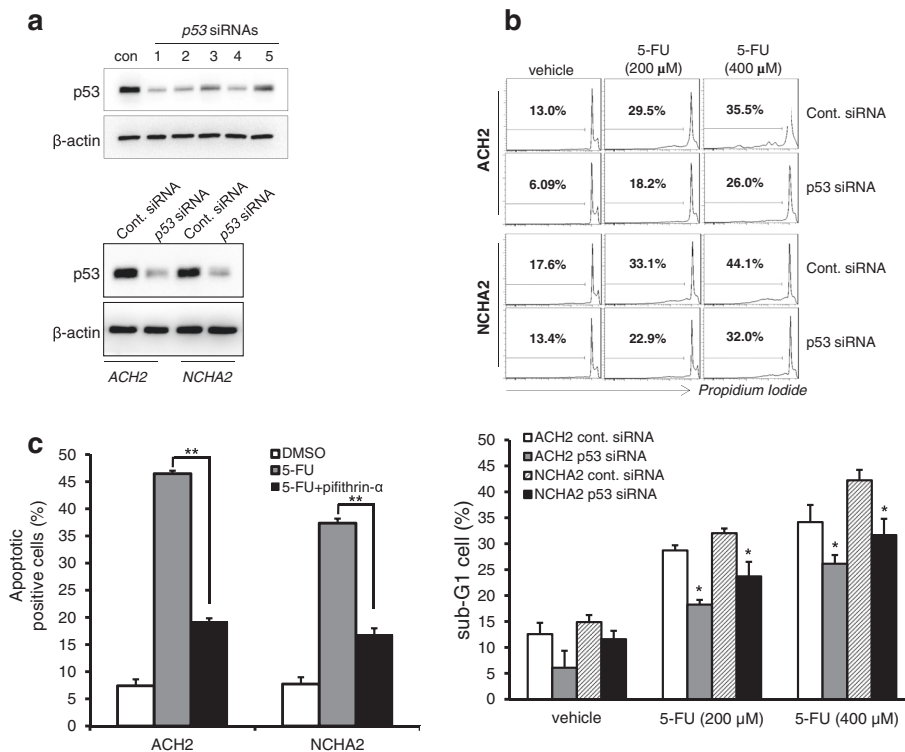 a
p53 siRNAs
con 1 2 3 4 5
p53
β-actin
Cont. siRNA
p53 siRNA
Cont. siRNA
p53 siRNA
p53
β-actin
ACH2 NCHA2
b
vehicle
5-FU
(200 μM)
5-FU
(400 μM)
ACH2
13.0% 29.5% 35.5% Cont. siRNA
6.09% 18.2% 26.0% p53 siRNA
NCHA2
17.6% 33.1% 44.1% Cont. siRNA
13.4% 22.9% 32.0% p53 siRNA
Propidium Iodide
sub-G1 cell (%)
50
45
40
35
30
25
20
15
10
5
0
ACH2 cont. siRNA
ACH2 p53 siRNA
NCHA2 cont. siRNA
NCHA2 p53 siRNA
* *
* *
vehicle 5-FU (200 μM) 5-FU (400 μM)
c
Apoptotic
positive cells (%)
50
45
40
35
30
25
20
15
10
5
0
DMSO
5-FU
5-FU+pifithrin-α
**
**
ACH2 NCHA2